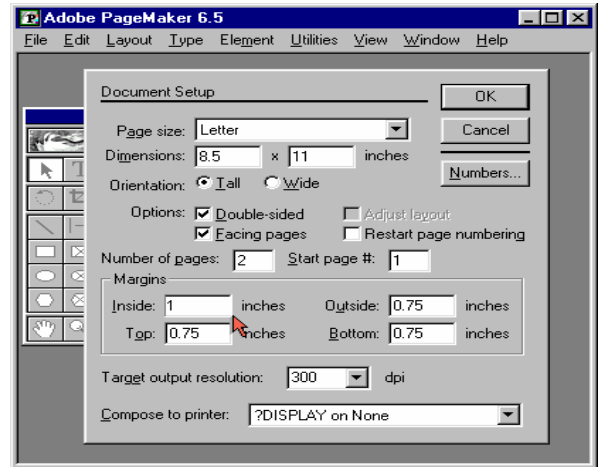 Adobe PageMaker 6.5
File Edit Layout Type Element Utilities View Window Help
Document Setup
OK
Page size: Letter
Cancel
Dimensions: 8.5 x 11 inches
Numbers...
Orientation: Tall Wide
Options: Double-sided Adjust layout
Facing pages Restart page numbering
Number of pages: 2 Start page #: 1
Margins
Inside: 1 inches Outside: 0.75 inches
Top: 0.75 inches Bottom: 0.75 inches
Target output resolution: 300 dpi
Compose to printer: ?DISPLAY on None